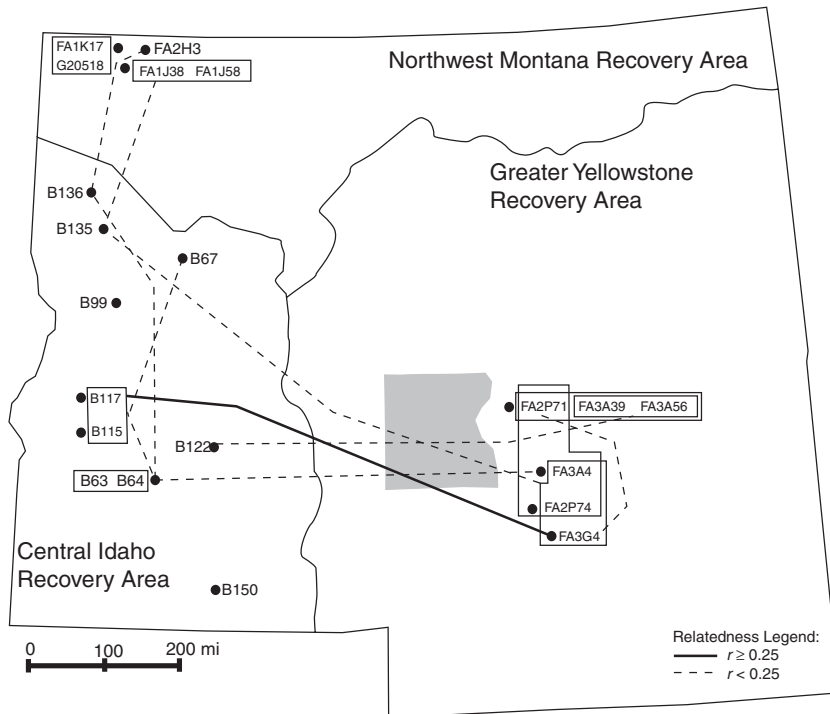 FA1K17
G20518
FA2H3
FA1J38 FA1J58
Northwest Montana Recovery Area
Greater Yellowstone
Recovery Area
B136
B135
B67
B99
B117
B115
B122
B63 B64
FA2P71
FA3A39 FA3A56
FA3A4
FA2P74
FA3G4
Central Idaho
Recovery Area
B150
0 100 200 mi
Relatedness Legend:
r ≥ 0.25
r < 0.25